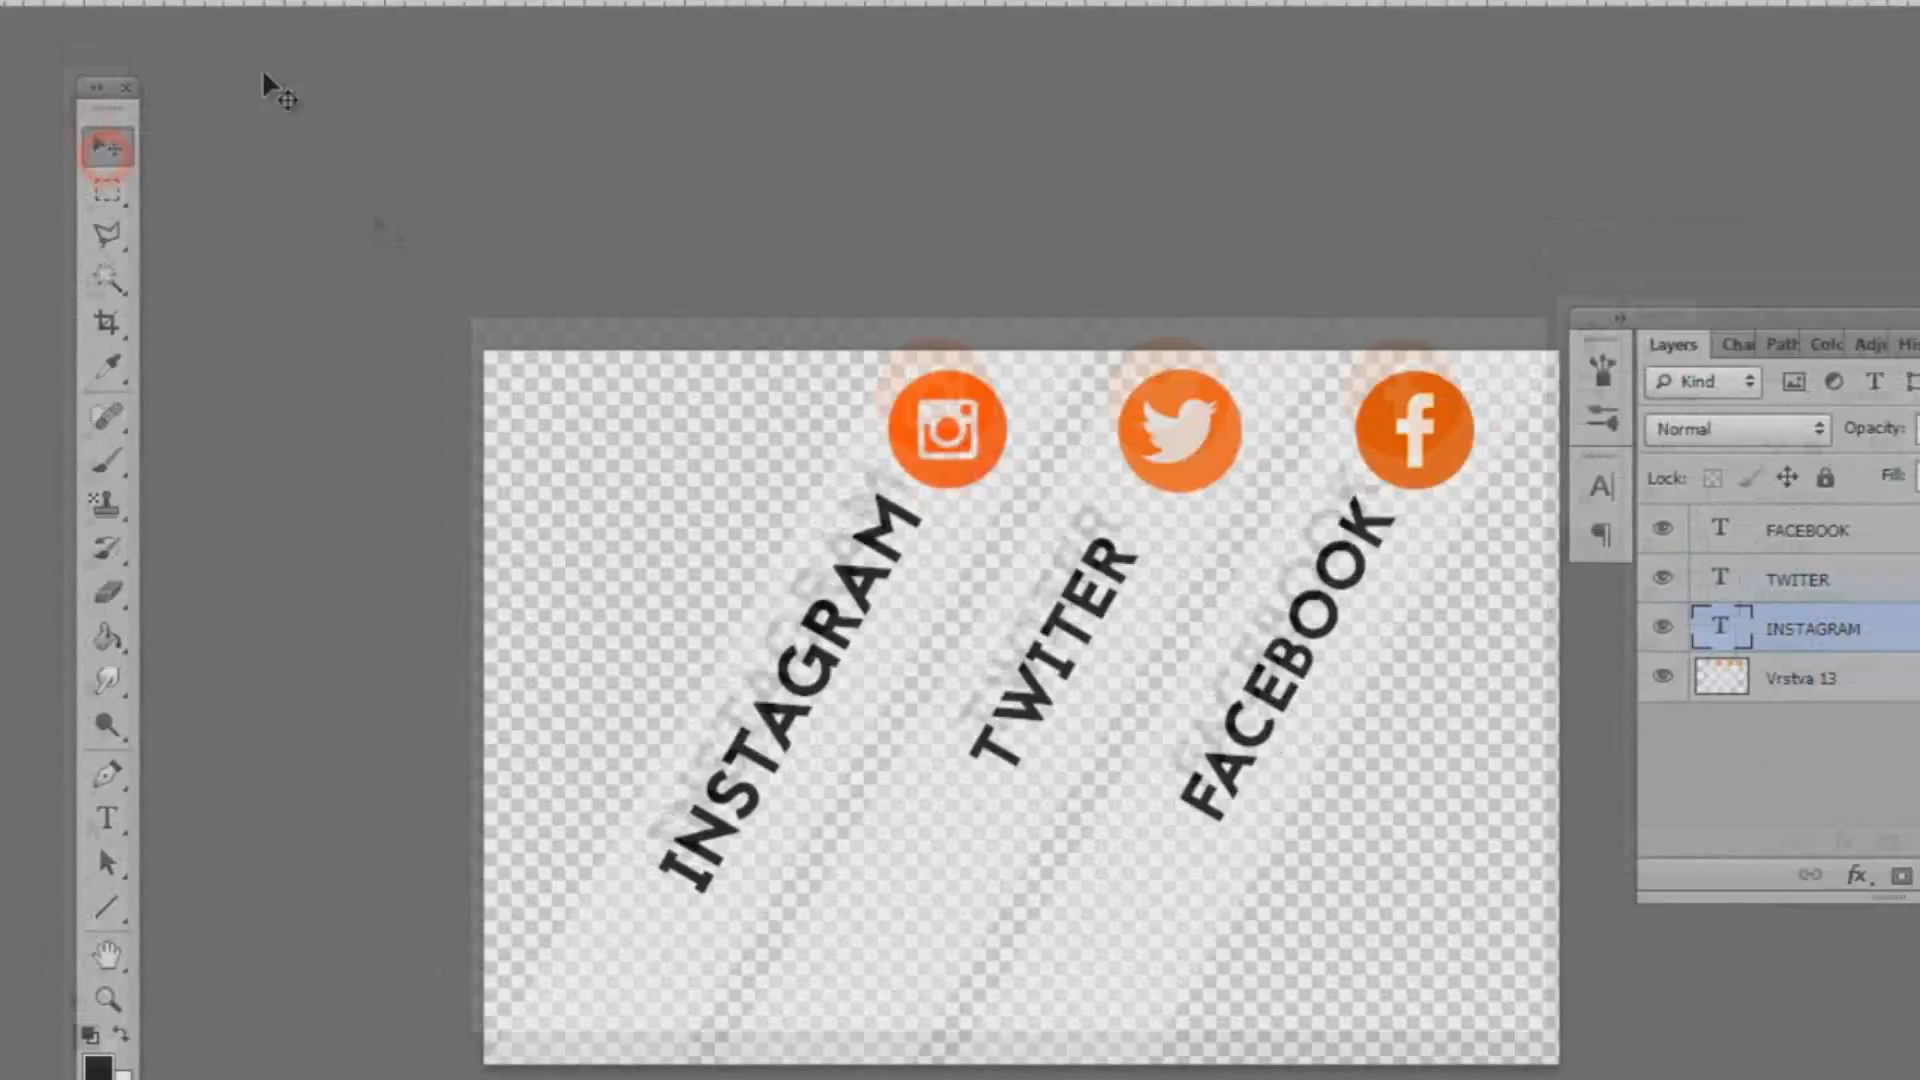 Layers
Kind
Normal
Opacity:
Lock:
Fill:
FACEBOOK
TWITER
INSTAGRAM
Vrstva 13
fx.
INSTAGRAM
TWITER
FACEBOOK